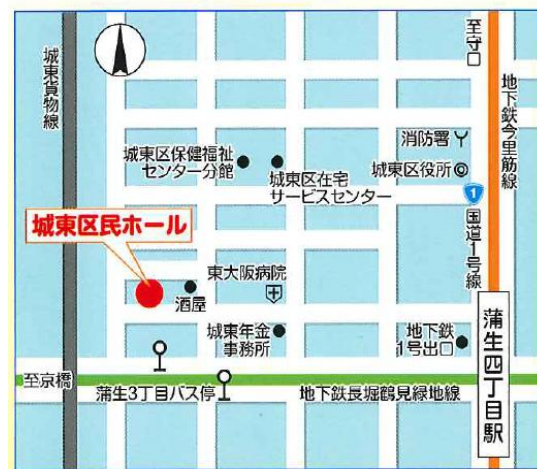 城東貨物線
至守口
地下鉄今里筋線
消防署
城東区役所
城東区保健福祉
センター分館
城東区在宅
サービスセンター
1
国道1号線
城東区民ホール
東大阪病院
酒屋
城東年金
事務所
地下鉄
1号出口
蒲生四丁目駅
至京橋
蒲生3丁目バス停
地下鉄長堀鶴見緑地線